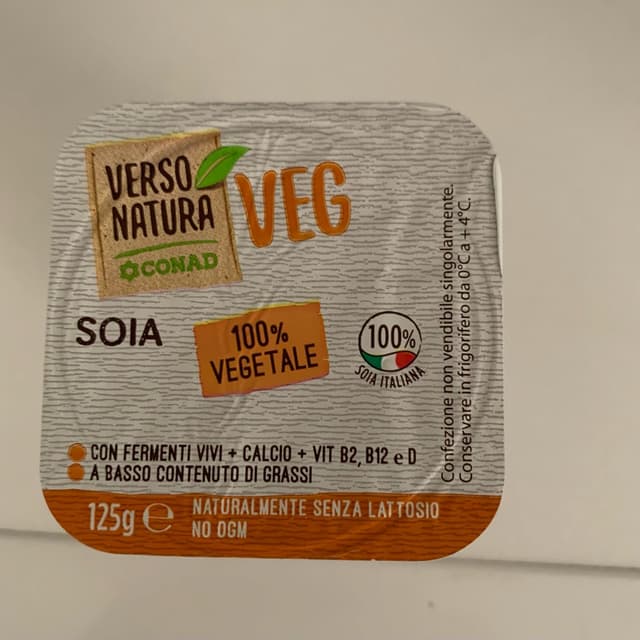 VERSO
NATURA
CONAD
VEG
SOIA
100%
VEGETALE
100%
SOIA ITALIANA
CON FERMENTI VIVI + CALCIO + VIT B2, B12 e D
A BASSO CONTENUTO DI GRASSI
125g ℮
NATURALMENTE SENZA LATTOSIO
NO OGM
Confezione non vendibile singolarmente.
Conservare in frigorifero da 0°C a + 4°C.